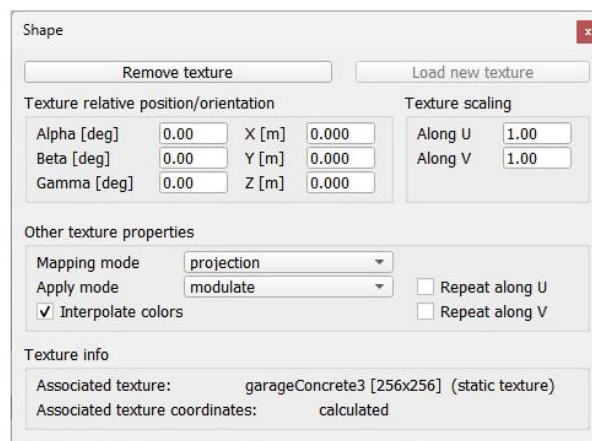 Shape
x
Remove texture
Load new texture
Texture relative position/orientation
Texture scaling
Alpha [deg] 0.00 X [m] 0.000
Along U 1.00
Beta [deg] 0.00 Y [m] 0.000
Along V 1.00
Gamma [deg] 0.00 Z [m] 0.000
Other texture properties
Mapping mode projection
Apply mode modulate
Repeat along U
Interpolate colors
Repeat along V
Texture info
Associated texture: garageConcrete3 [256x256] (static texture)
Associated texture coordinates: calculated